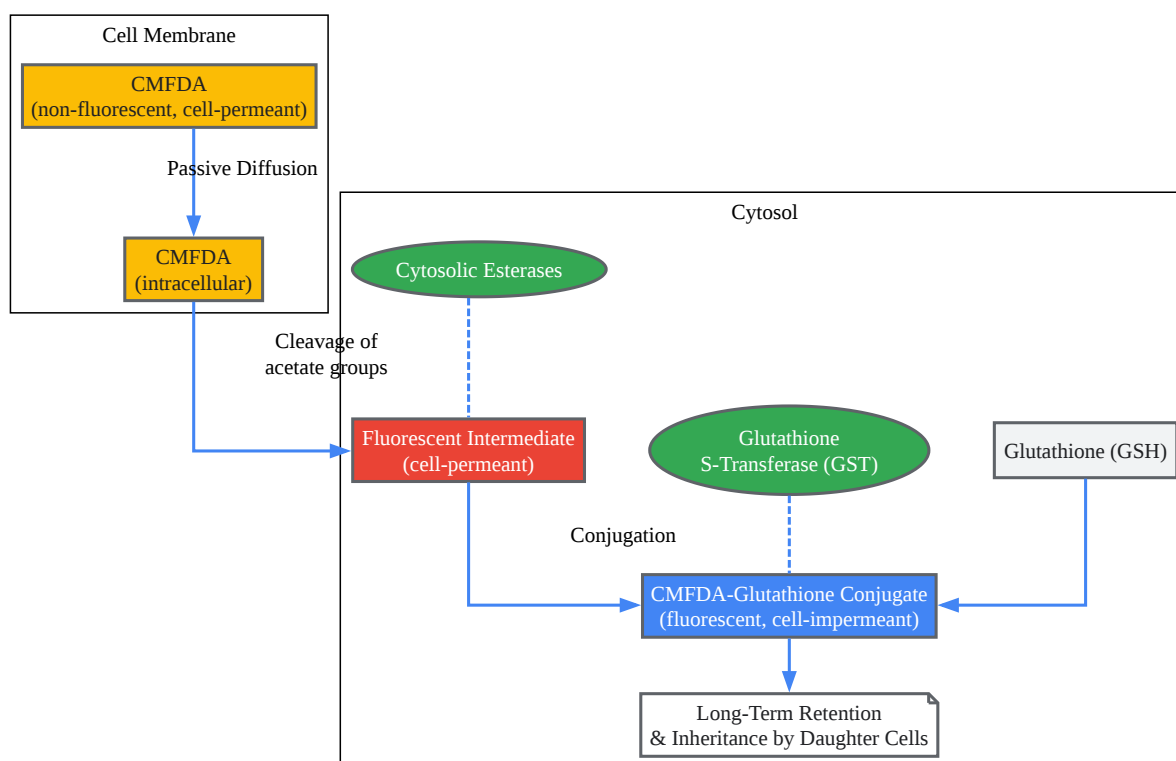 Cell Membrane
CMFDA
(non-fluorescent, cell-permeant)
Passive Diffusion
CMFDA
(intracellular)
Cytosol
Cytosolic Esterases
Cleavage of
acetate groups
Fluorescent Intermediate
(cell-permeant)
Glutathione
S-Transferase (GST)
Glutathione (GSH)
Conjugation
CMFDA-Glutathione Conjugate
(fluorescent, cell-impermeant)
Long-Term Retention
& Inheritance by Daughter Cells